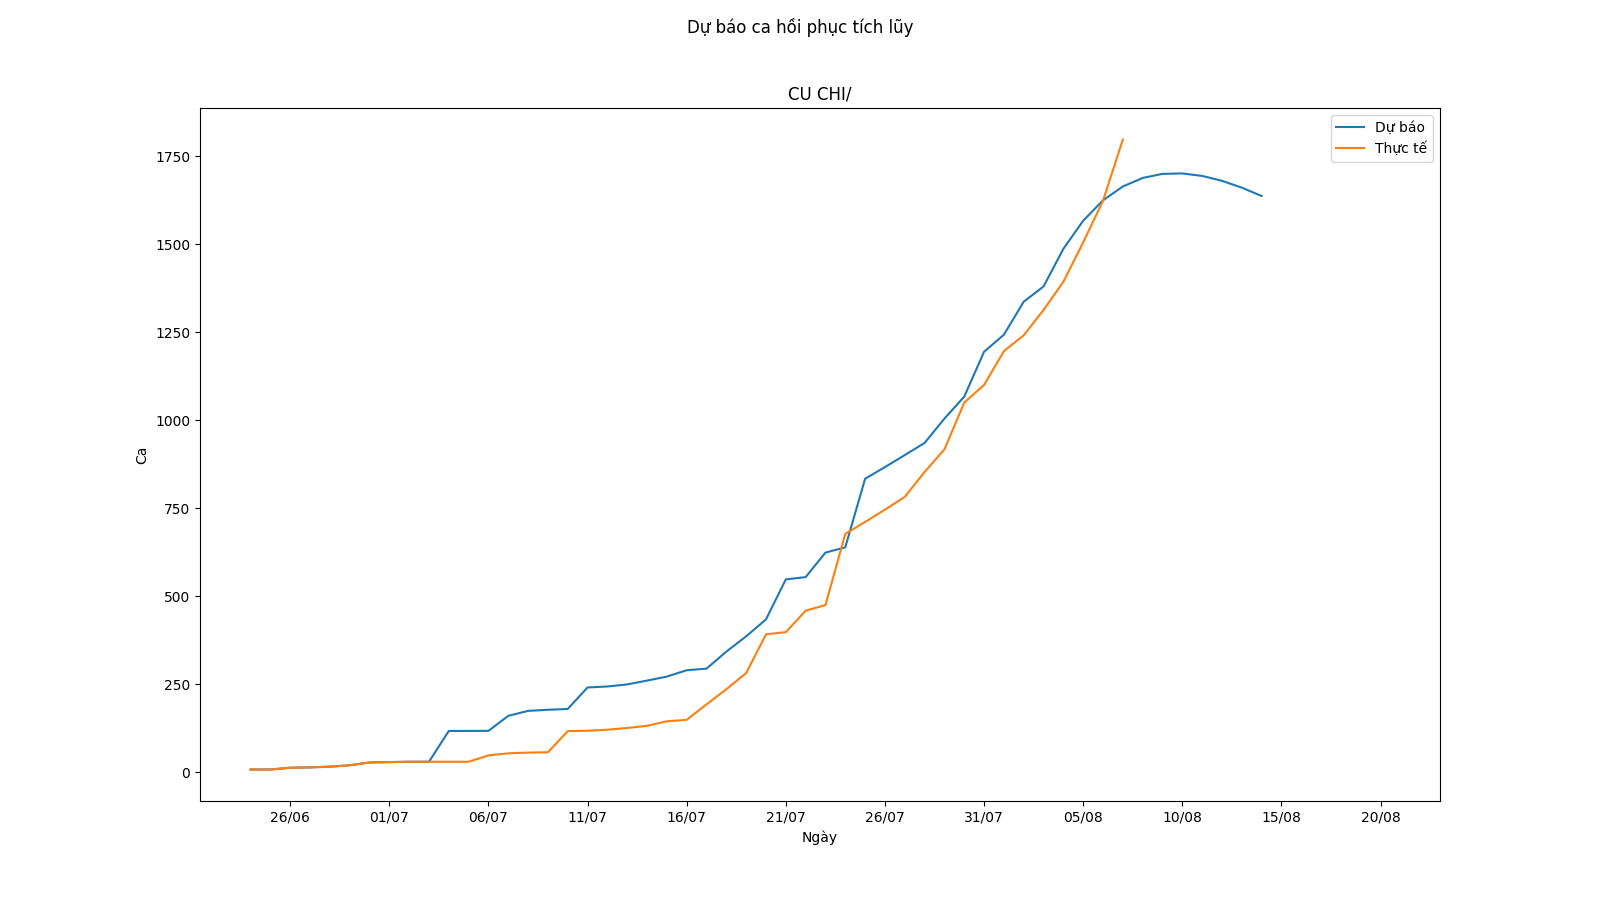 Dự báo ca hồi phục tích lũy
CU CHI/
Dự báo
Thực tế
1750
1500
1250
1000
750
500
250
0
Ca
26/06 01/07 06/07 11/07 16/07 21/07 26/07 31/07 05/08 10/08 15/08 20/08
Ngày